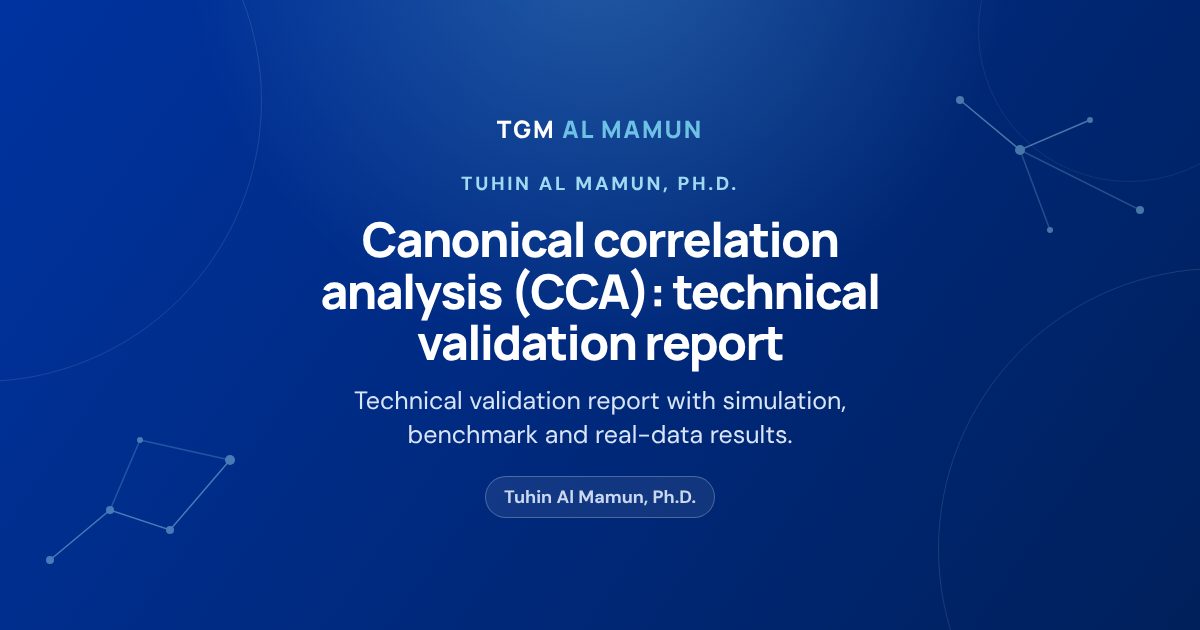 TGM AL MAMUN
TUHIN AL MAMUN, PH.D.
Canonical correlation
analysis (CCA): technical
validation report
Technical validation report with simulation,
benchmark and real-data results.
Tuhin Al Mamun, Ph.D.